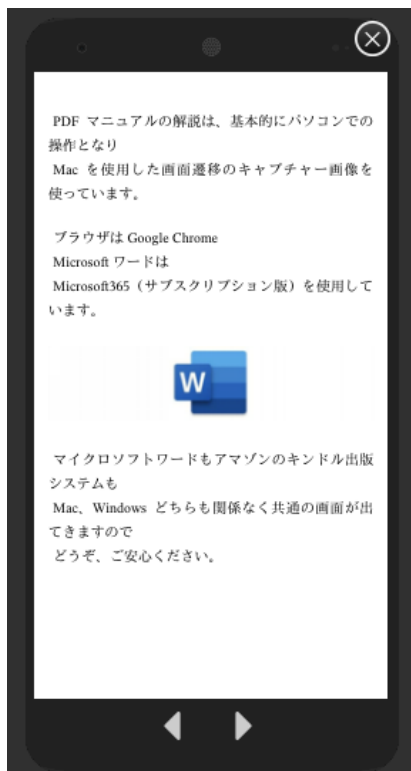 PDF マニュアルの解説は、基本的にパソコンでの
操作となり
Mac を使用した画面遷移のキャプチャー画像を
使っています。
ブラウザは Google Chrome
Microsoft ワードは
Microsoft365（サブスクリプション版）を使用して
います。
W
マイクロソフトワードもアマゾンのキンドル出版
システムも
Mac、Windows どちらも関係なく共通の画面が出
てきますので
どうぞ、ご安心ください。